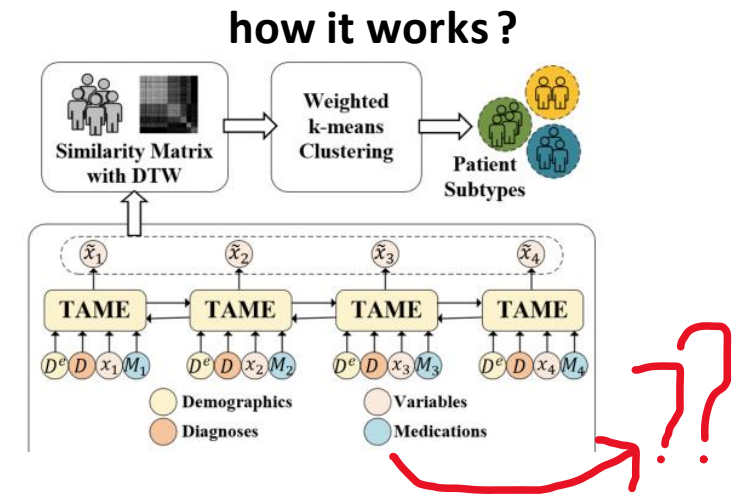 how it works ?
Similarity Matrix
with DTW
Weighted
k-means
Clustering
Patient
Subtypes
x̃₁ x̃₂ x̃₃ x̃₄
TAME TAME TAME TAME
Dᵉ D x₁ M₁ Dᵉ D x₂ M₂ Dᵉ D x₃ M₃ Dᵉ D x₄ M₄
Demographics Variables
Diagnoses Medications
??